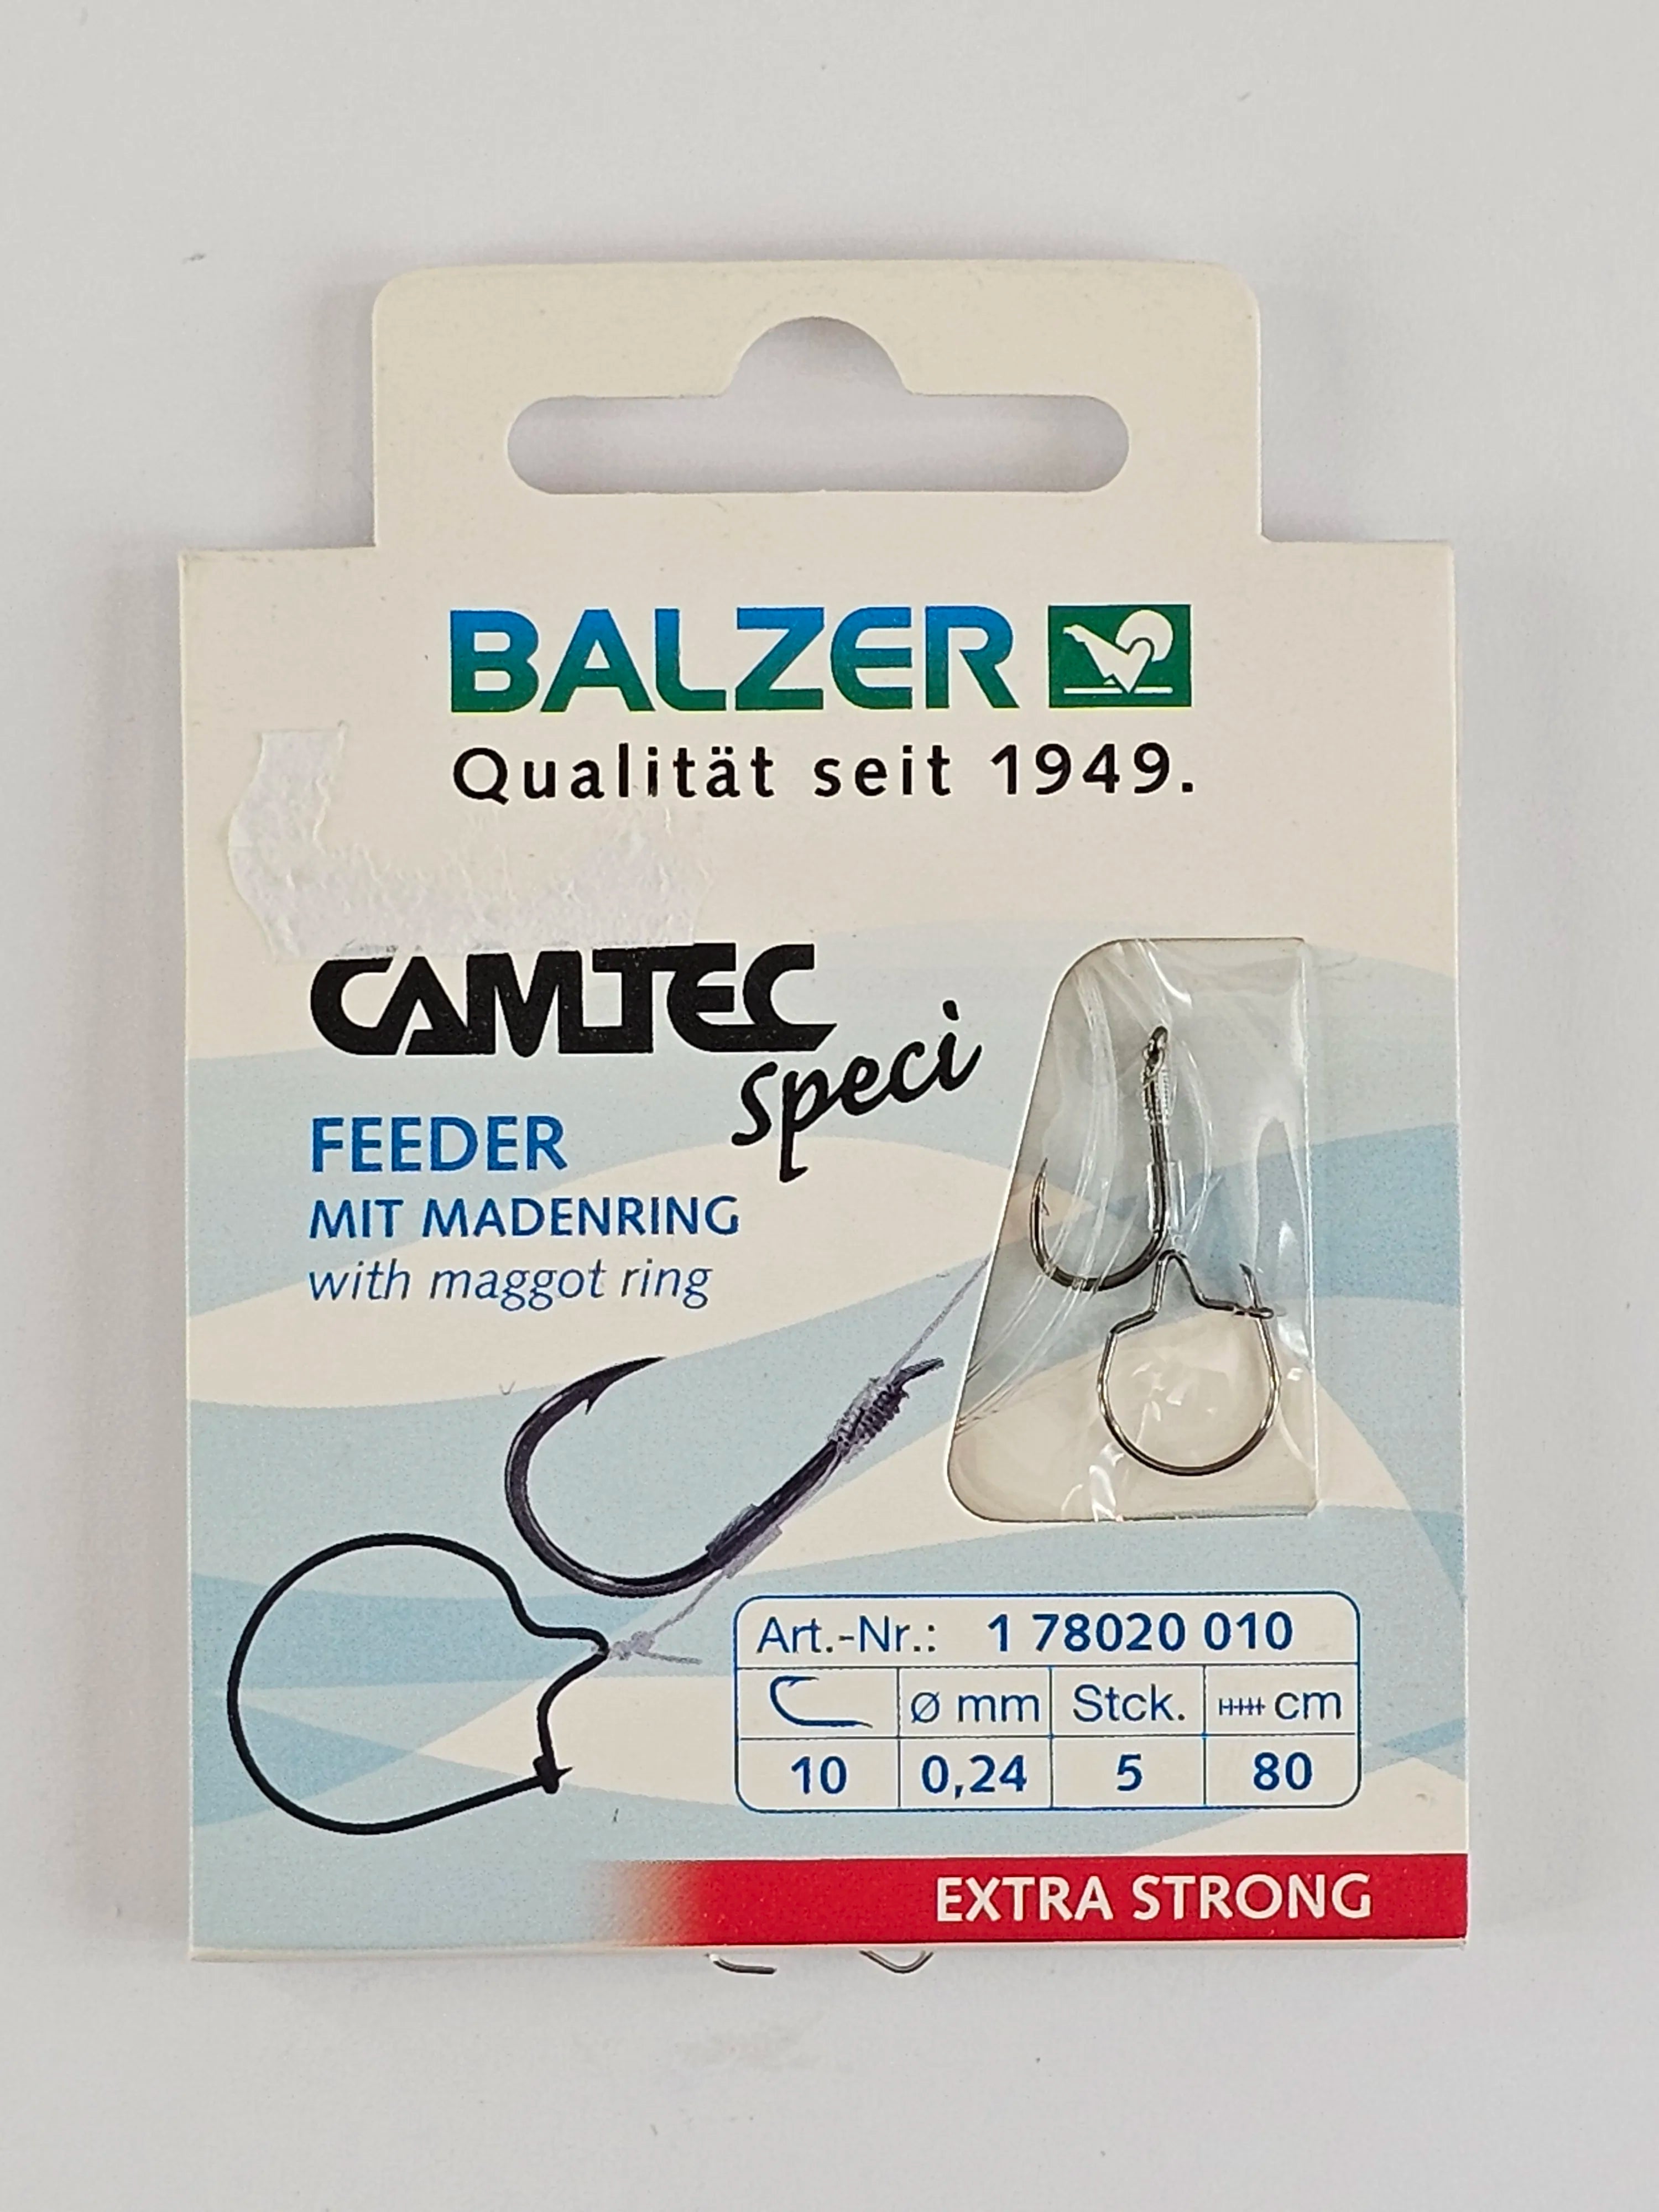 BALZER
Qualität seit 1949.
CAMTEC
speci
FEEDER
MIT MADENRING
with maggot ring
Art.-Nr.: 1 78020 010
ø mm Stck. cm
10 0,24 5 80
EXTRA STRONG